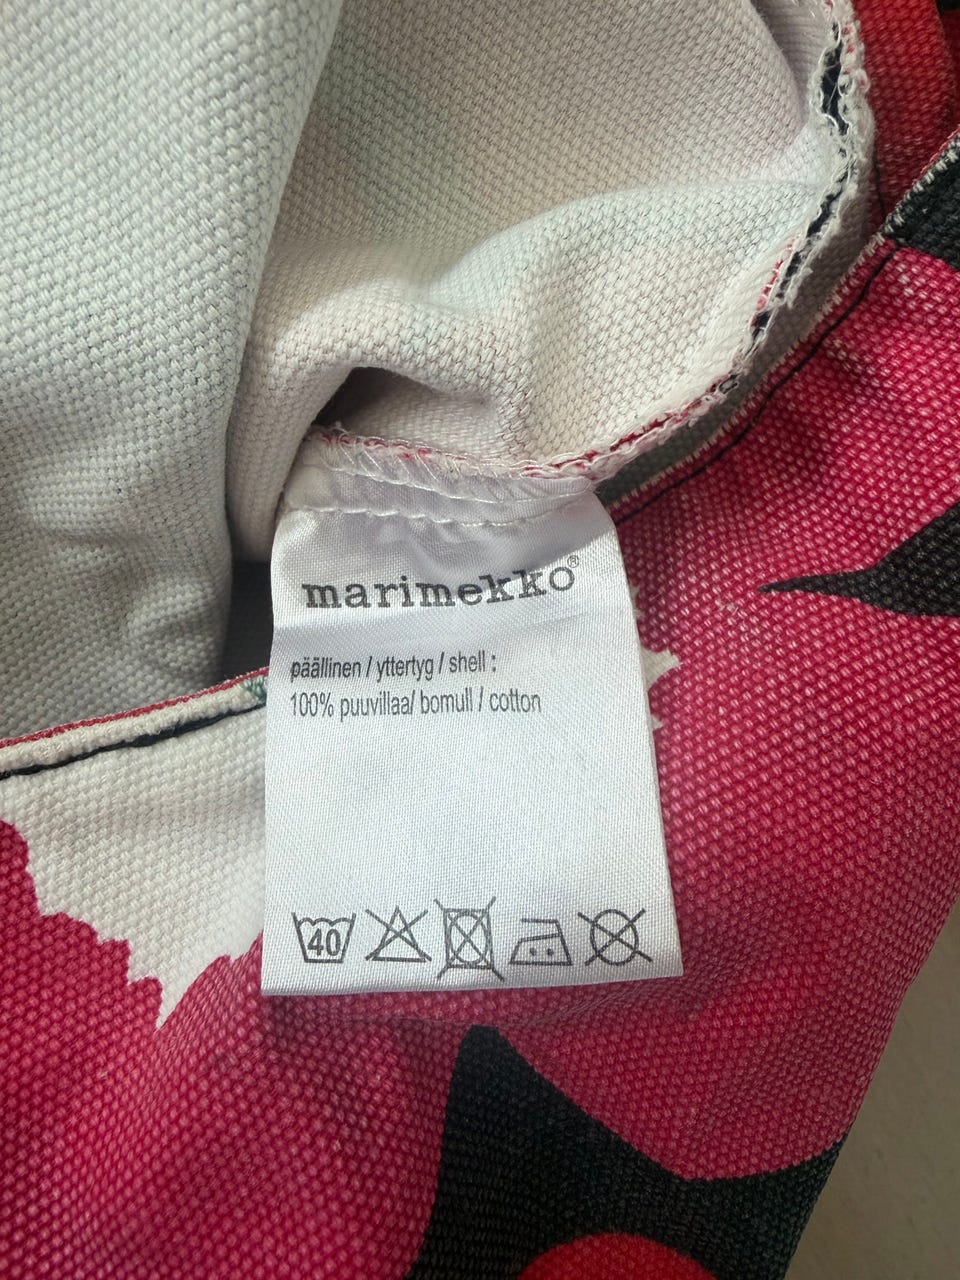 marimekko®
päällinen / yttertyg / shell :
100% puuvillaa/ bomull / cotton
40